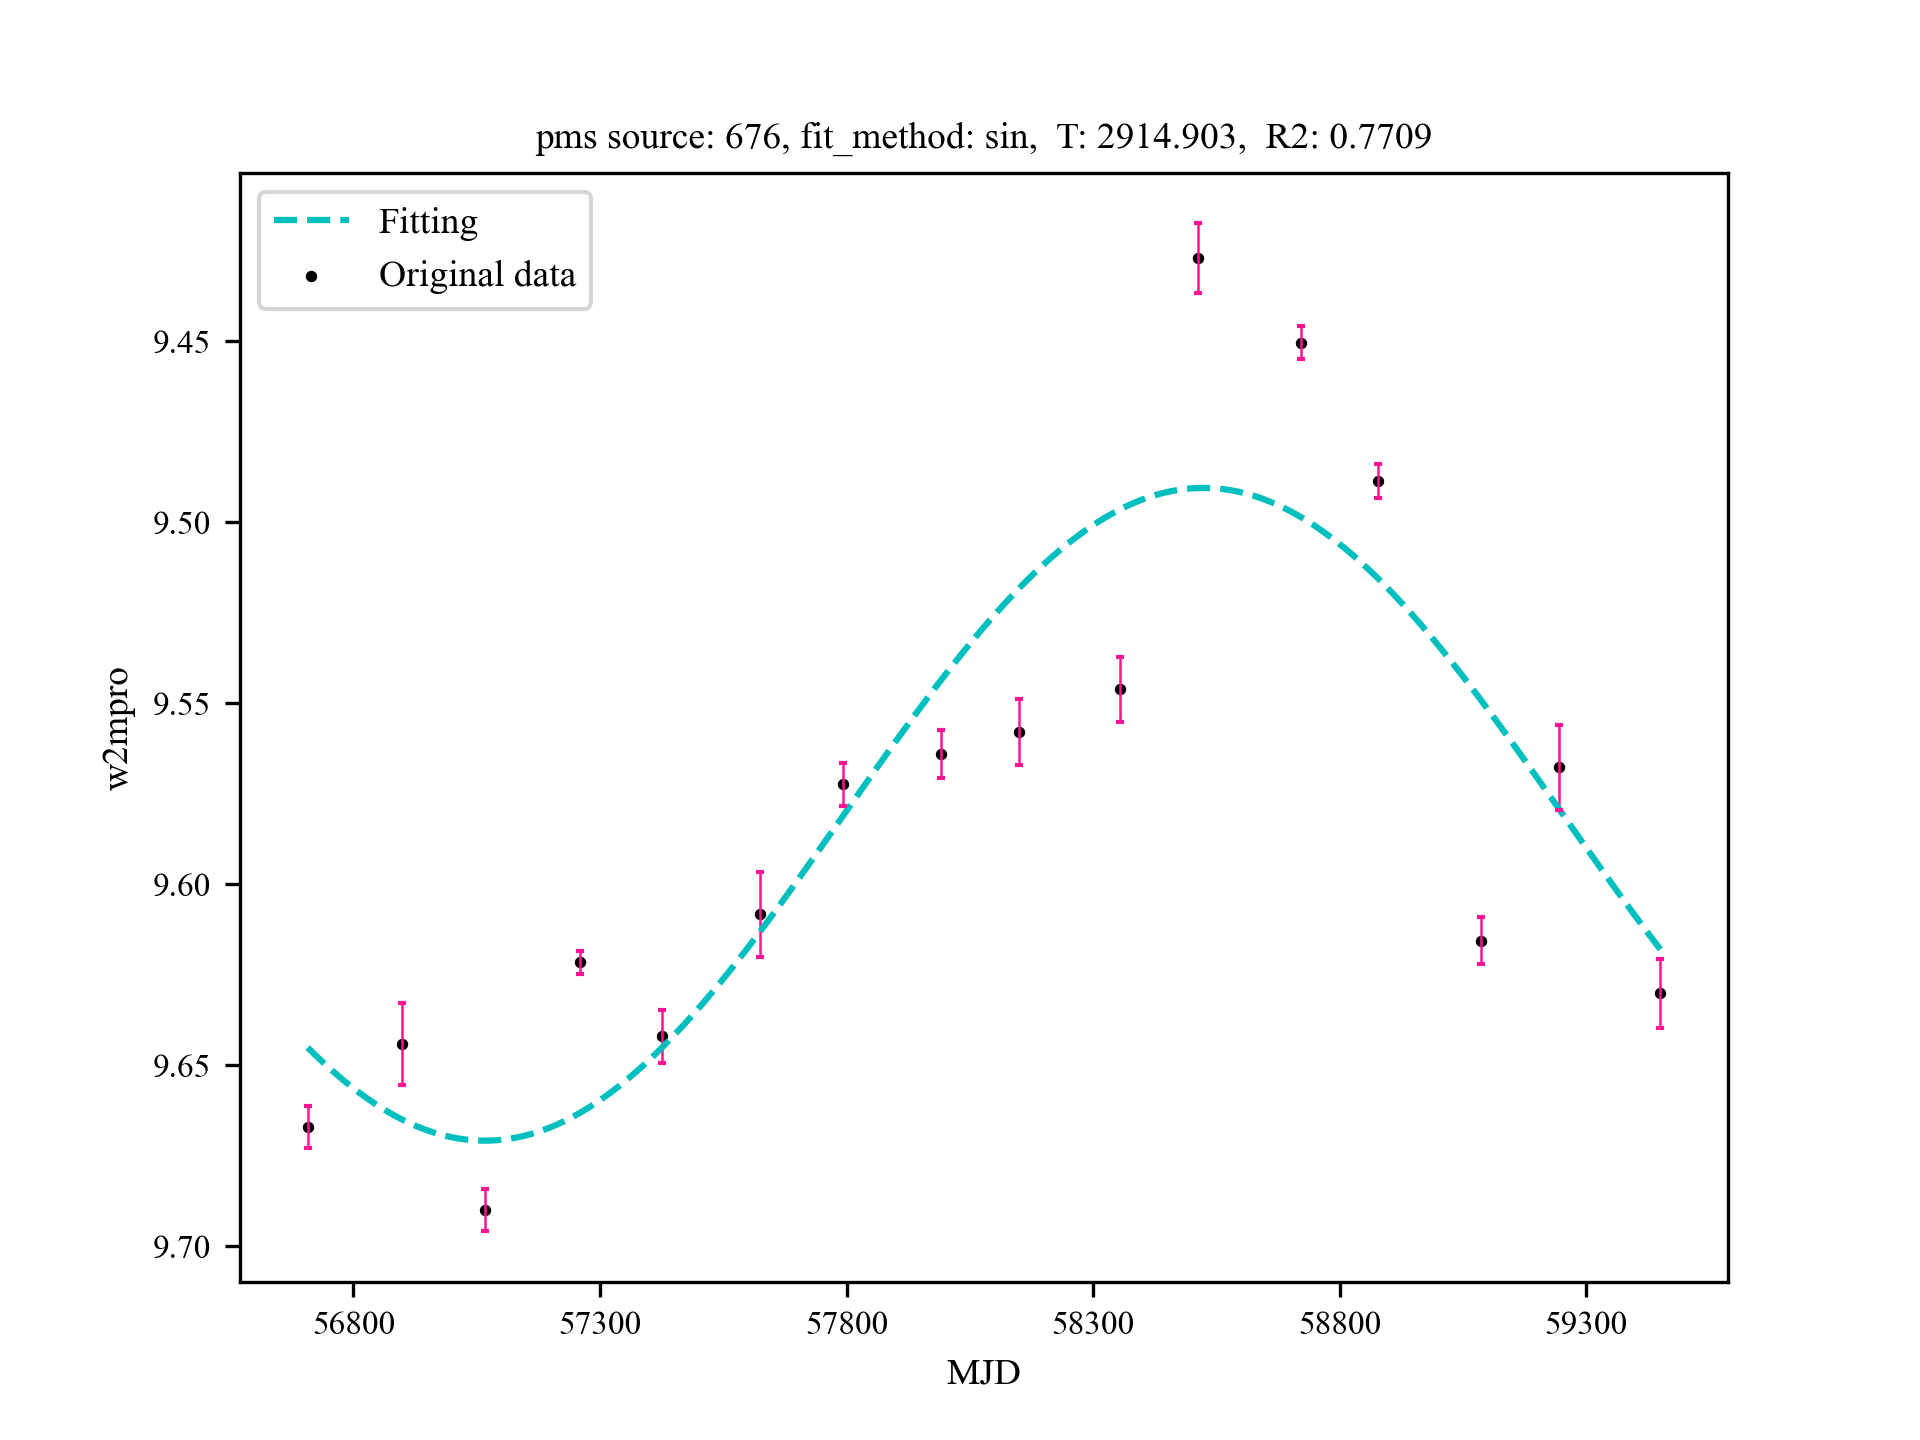 pms source: 676, fit_method: sin,  T: 2914.903,  R2: 0.7709
Fitting
Original data
9.45
9.50
9.55
9.60
9.65
9.70
w2mpro
56800
57300
57800
58300
58800
59300
MJD